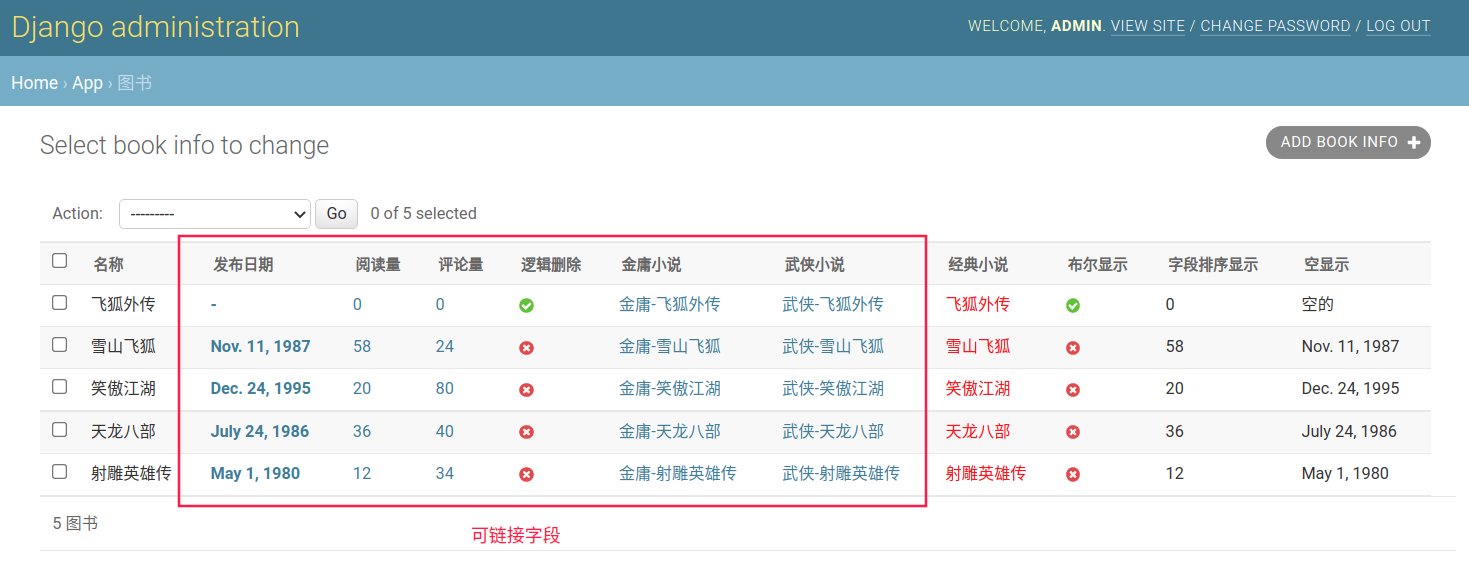 Django administration
WELCOME, ADMIN. VIEW SITE / CHANGE PASSWORD / LOG OUT
Home › App › 图书
Select book info to change
ADD BOOK INFO
Action: --------- Go 0 of 5 selected
名称 发布日期 阅读量 评论量 逻辑删除 金庸小说 武侠小说 经典小说 布尔显示 字段排序显示 空显示
飞狐外传 - 0 0 金庸-飞狐外传 武侠-飞狐外传 飞狐外传 0 空的
雪山飞狐 Nov. 11, 1987 58 24 金庸-雪山飞狐 武侠-雪山飞狐 雪山飞狐 58 Nov. 11, 1987
笑傲江湖 Dec. 24, 1995 20 80 金庸-笑傲江湖 武侠-笑傲江湖 笑傲江湖 20 Dec. 24, 1995
天龙八部 July 24, 1986 36 40 金庸-天龙八部 武侠-天龙八部 天龙八部 36 July 24, 1986
射雕英雄传 May 1, 1980 12 34 金庸-射雕英雄传 武侠-射雕英雄传 射雕英雄传 12 May 1, 1980
5 图书
可链接字段